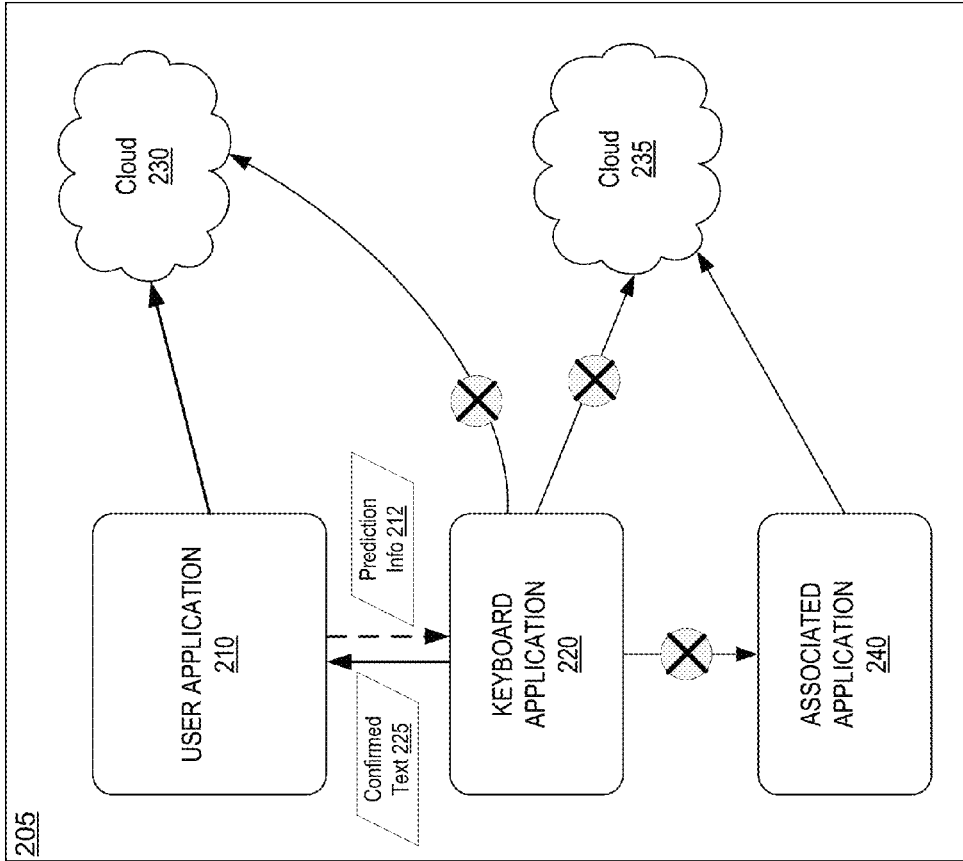 205
USER APPLICATION
210
Cloud
230
Confirmed
Text 225
Prediction
Info 212
KEYBOARD
APPLICATION
220
Cloud
235
ASSOCIATED
APPLICATION
240